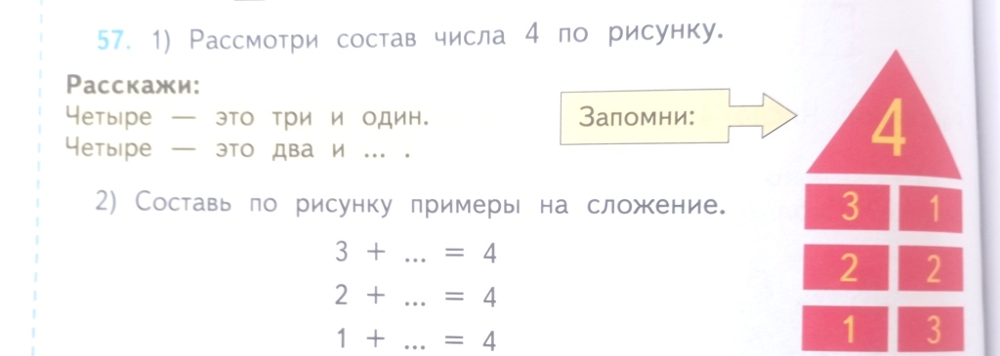 57. 1) Рассмотри состав числа 4 по рисунку.
Расскажи:
Четыре — это три и один.
Четыре — это два и ... .
Запомни:
4
3 1
2 2
1 3
2) Составь по рисунку примеры на сложение.
3 + ... = 4
2 + ... = 4
1 + ... = 4